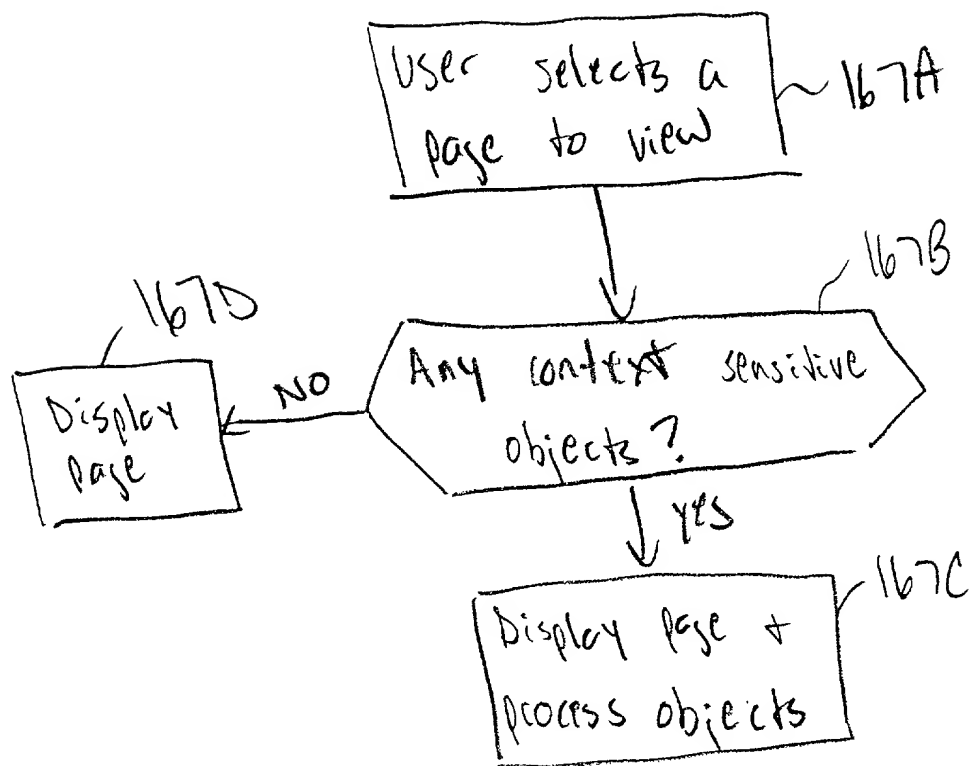 User selects a
page to view
167A
167B
Any context sensitive
objects?
NO
167D
Display
page
yes
167C
Display page +
process objects